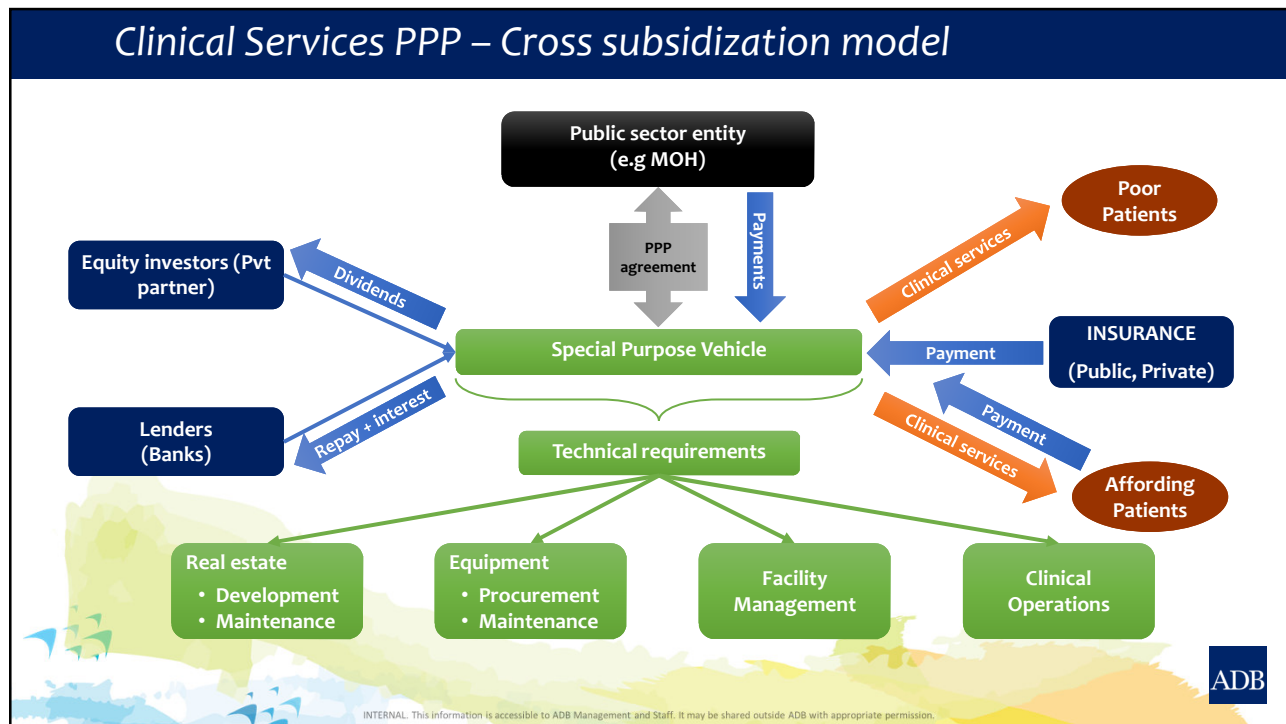 Clinical Services PPP – Cross subsidization model
Public sector entity
(e.g MOH)
Poor
Patients
PPP
agreement
Payments
Clinical services
Equity investors (Pvt
partner)
Dividends
Special Purpose Vehicle
Payment
INSURANCE
(Public, Private)
Lenders
(Banks)
Repay + interest
Technical requirements
Clinical services
Payment
Affording
Patients
Real estate
• Development
• Maintenance
Equipment
• Procurement
• Maintenance
Facility
Management
Clinical
Operations
ADB
INTERNAL. This information is accessible to ADB Management and Staff. It may be shared outside ADB with appropriate permission.